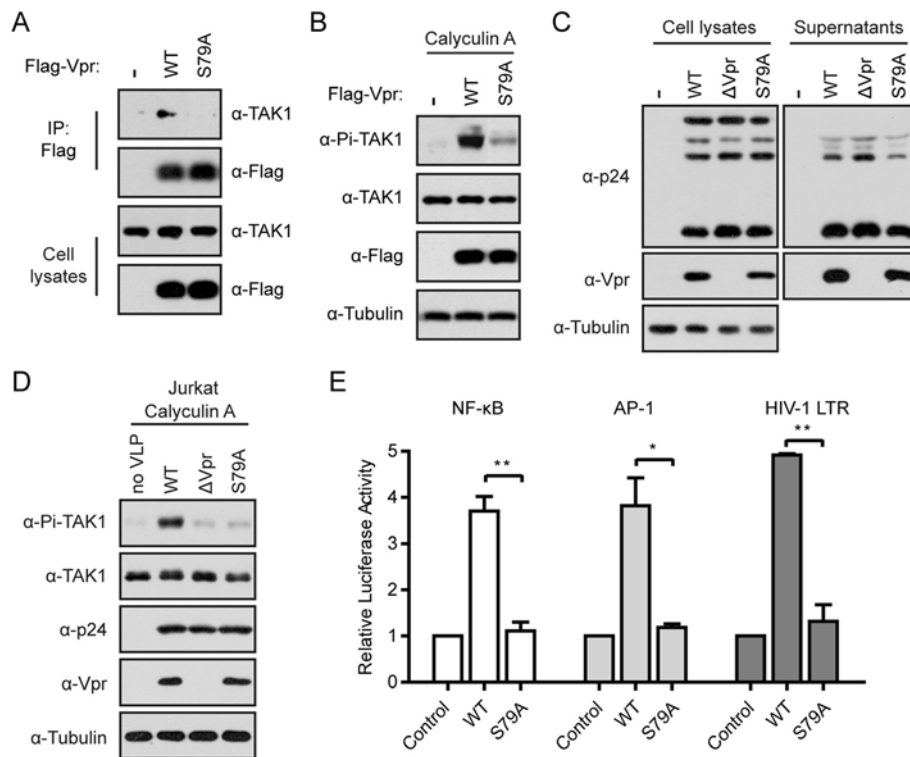 A
Flag-Vpr:
-
WT
S79A
IP:
Flag
α-TAK1
α-Flag
Cell
lysates
α-TAK1
α-Flag
B
Calyculin A
Flag-Vpr:
-
WT
S79A
α-Pi-TAK1
α-TAK1
α-Flag
α-Tubulin
C
Cell lysates
Supernatants
-
WT
ΔVpr
S79A
-
WT
ΔVpr
S79A
α-p24
α-Vpr
α-Tubulin
D
Jurkat
Calyculin A
no VLP
WT
ΔVpr
S79A
α-Pi-TAK1
α-TAK1
α-p24
α-Vpr
α-Tubulin
E
NF-κB
AP-1
HIV-1 LTR
**
*
**
Relative Luciferase Activity
5
4
3
2
1
0
Control
WT
S79A
Control
WT
S79A
Control
WT
S79A